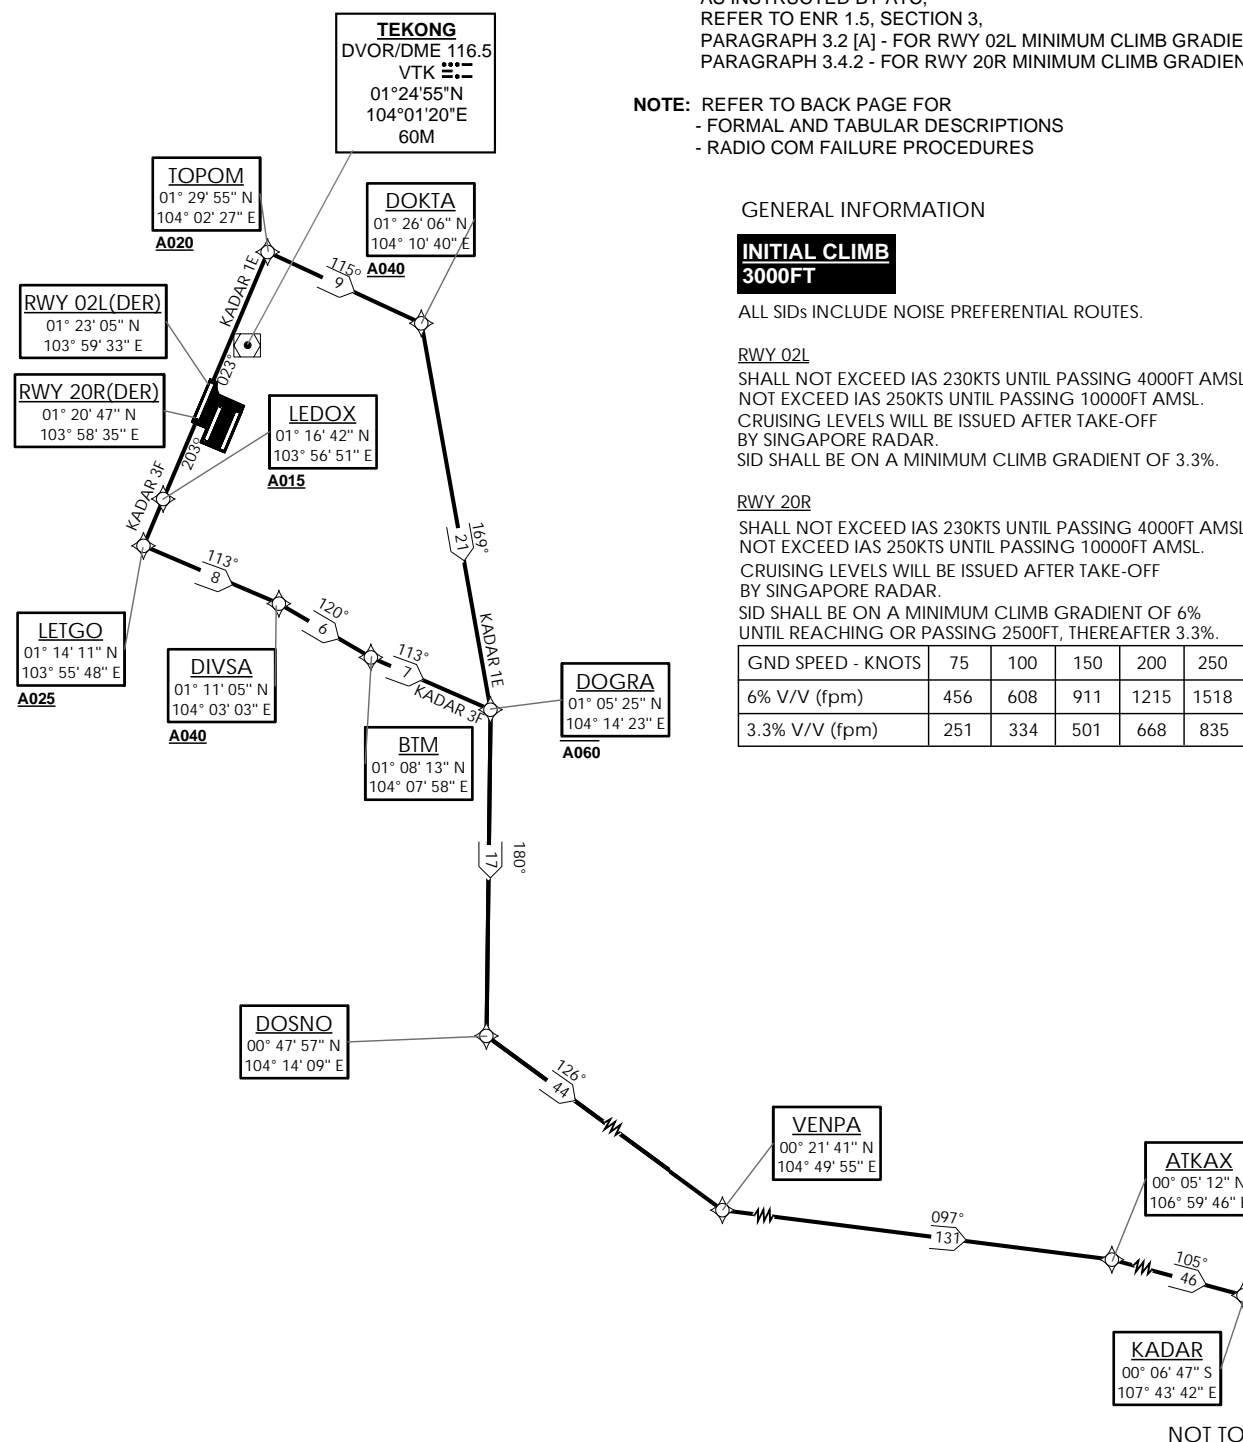 AS INSTRUCTED BY ATC,
REFER TO ENR 1.5, SECTION 3,
PARAGRAPH 3.2 [A] - FOR RWY 02L MINIMUM CLIMB GRADIE
PARAGRAPH 3.4.2 - FOR RWY 20R MINIMUM CLIMB GRADIEN
NOTE: REFER TO BACK PAGE FOR
- FORMAL AND TABULAR DESCRIPTIONS
- RADIO COM FAILURE PROCEDURES
TEKONG
DVOR/DME 116.5
VTK
01°24'55"N
104°01'20"E
60M
TOPOM
01° 29' 55" N
104° 02' 27" E
A020
DOKTA
01° 26' 06" N
104° 10' 40" E
A040
GENERAL INFORMATION
INITIAL CLIMB
3000FT
ALL SIDs INCLUDE NOISE PREFERENTIAL ROUTES.
RWY 02L
SHALL NOT EXCEED IAS 230KTS UNTIL PASSING 4000FT AMSL
NOT EXCEED IAS 250KTS UNTIL PASSING 10000FT AMSL.
CRUISING LEVELS WILL BE ISSUED AFTER TAKE-OFF
BY SINGAPORE RADAR.
SID SHALL BE ON A MINIMUM CLIMB GRADIENT OF 3.3%.
RWY 20R
SHALL NOT EXCEED IAS 230KTS UNTIL PASSING 4000FT AMSL
NOT EXCEED IAS 250KTS UNTIL PASSING 10000FT AMSL.
CRUISING LEVELS WILL BE ISSUED AFTER TAKE-OFF
BY SINGAPORE RADAR.
SID SHALL BE ON A MINIMUM CLIMB GRADIENT OF 6%
UNTIL REACHING OR PASSING 2500FT, THEREAFTER 3.3%.
GND SPEED - KNOTS 75 100 150 200 250
6% V/V (fpm) 456 608 911 1215 1518
3.3% V/V (fpm) 251 334 501 668 835
KADAR 1E
115°
9
023°
RWY 02L(DER)
01° 23' 05" N
103° 59' 33" E
RWY 20R(DER)
01° 20' 47" N
103° 58' 35" E
LEDOX
01° 16' 42" N
103° 56' 51" E
A015
203°
KADAR 3F
169°
21
KADAR 1E
113°
8
120°
6
113°
7
KADAR 3F
LETGO
01° 14' 11" N
103° 55' 48" E
A025
DIVSA
01° 11' 05" N
104° 03' 03" E
A040
BTM
01° 08' 13" N
104° 07' 58" E
DOGRA
01° 05' 25" N
104° 14' 23" E
A060
180°
17
DOSNO
00° 47' 57" N
104° 14' 09" E
126°
44
VENPA
00° 21' 41" N
104° 49' 55" E
097°
131
ATKAX
00° 05' 12" N
106° 59' 46"
105°
46
KADAR
00° 06' 47" S
107° 43' 42" E
NOT TO